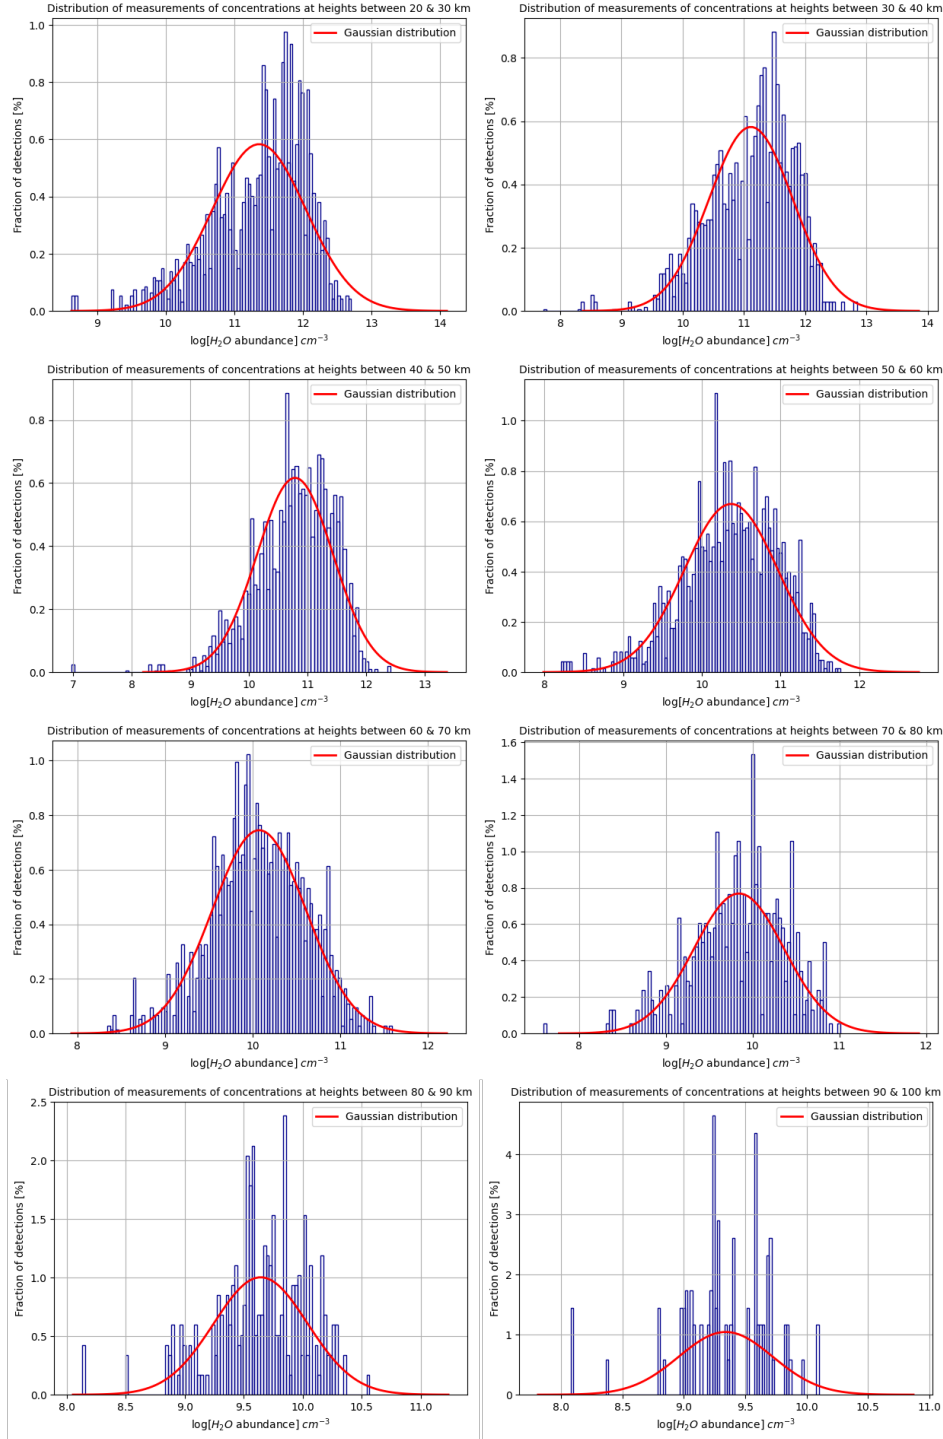 Distribution of measurements of concentrations at heights between 20 & 30 km
Gaussian distribution
Fraction of detections [%]
1.0
0.8
0.6
0.4
0.2
0.0
9 10 11 12 13 14
log[H₂O abundance] cm⁻³
Distribution of measurements of concentrations at heights between 30 & 40 km
Gaussian distribution
Fraction of detections [%]
0.8
0.6
0.4
0.2
0.0
8 9 10 11 12 13 14
log[H₂O abundance] cm⁻³
Distribution of measurements of concentrations at heights between 40 & 50 km
Gaussian distribution
Fraction of detections [%]
0.8
0.6
0.4
0.2
0.0
7 8 9 10 11 12 13
log[H₂O abundance] cm⁻³
Distribution of measurements of concentrations at heights between 50 & 60 km
Gaussian distribution
Fraction of detections [%]
1.0
0.8
0.6
0.4
0.2
0.0
8 9 10 11 12
log[H₂O abundance] cm⁻³
Distribution of measurements of concentrations at heights between 60 & 70 km
Gaussian distribution
Fraction of detections [%]
1.0
0.8
0.6
0.4
0.2
0.0
9 10 11 12
log[H₂O abundance] cm⁻³
Distribution of measurements of concentrations at heights between 70 & 80 km
Gaussian distribution
Fraction of detections [%]
1.6
1.4
1.2
1.0
0.8
0.6
0.4
0.2
0.0
8 9 10 11 12
log[H₂O abundance] cm⁻³
Distribution of measurements of concentrations at heights between 80 & 90 km
Gaussian distribution
Fraction of detections [%]
2.5
2.0
1.5
1.0
0.5
0.0
8.0 8.5 9.0 9.5 10.0 10.5 11.0
log[H₂O abundance] cm⁻³
Distribution of measurements of concentrations at heights between 90 & 100 km
Gaussian distribution
Fraction of detections [%]
4
3
2
1
0
8.0 8.5 9.0 9.5 10.0 10.5 11.0
log[H₂O abundance] cm⁻³